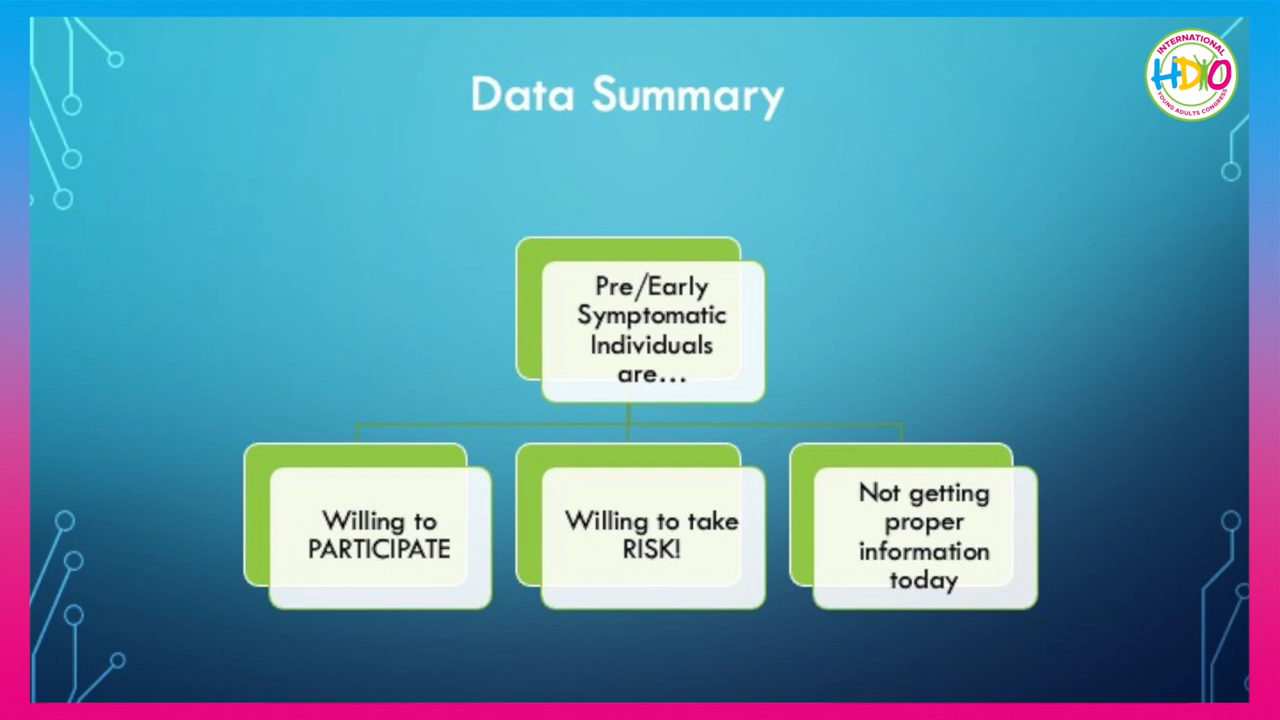 INTERNATIONAL
HDYO
YOUNG ADULTS CONGRESS
Data Summary
Pre/Early
Symptomatic
Individuals
are...
Willing to
PARTICIPATE
Willing to take
RISK!
Not getting
proper
information
today